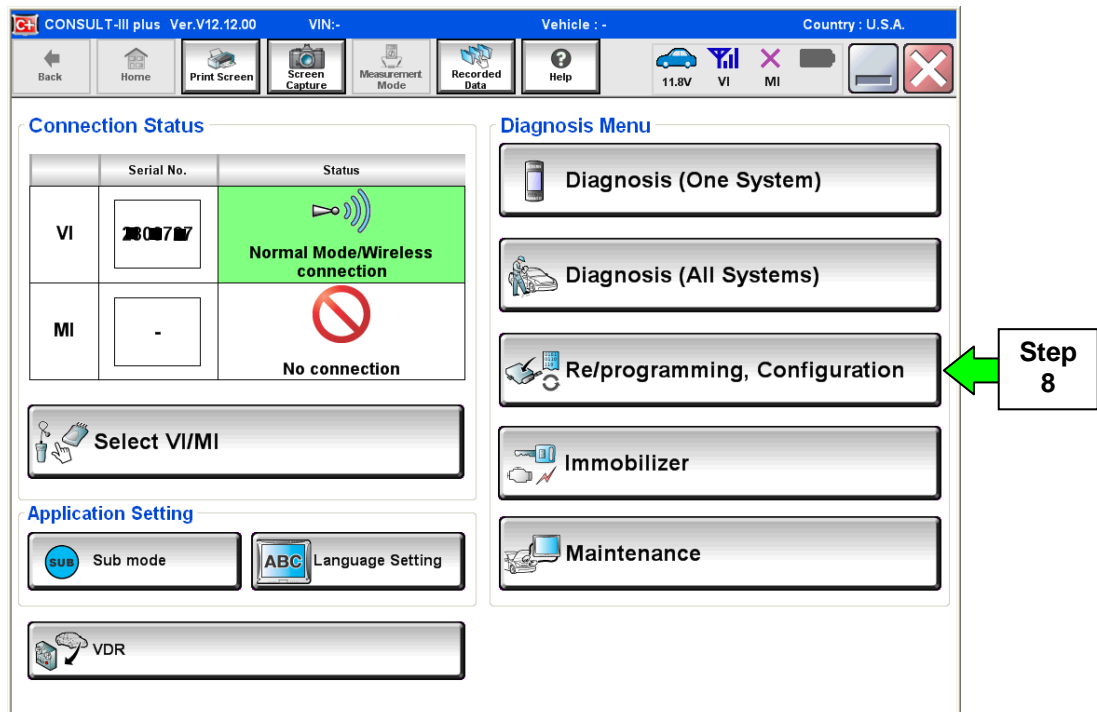 CONSULT-III plus Ver.V12.12.00 VIN:- Vehicle : - Country : U.S.A.
Back
Home
Print Screen
Screen
Capture
Measurement
Mode
Recorded
Data
Help
11.8V
VI
MI
Connection Status
Serial No. Status
VI
Normal Mode/Wireless
connection
MI
-
No connection
Select VI/MI
Application Setting
SUB
Sub mode
ABC
Language Setting
VDR
Diagnosis Menu
Diagnosis (One System)
Diagnosis (All Systems)
Re/programming, Configuration
Immobilizer
Maintenance
Step
8